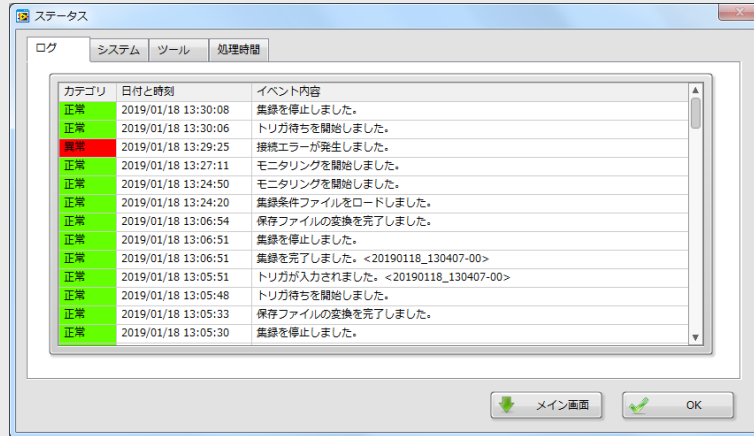 ステータス
ログ システム ツール 処理時間
カテゴリ 日付と時刻 イベント内容
正常 2019/01/18 13:30:08 集録を停止しました。
正常 2019/01/18 13:30:06 トリガ待ちを開始しました。
異常 2019/01/18 13:29:25 接続エラーが発生しました。
正常 2019/01/18 13:27:11 モニタリングを開始しました。
正常 2019/01/18 13:24:50 モニタリングを開始しました。
正常 2019/01/18 13:24:20 集録条件ファイルをロードしました。
正常 2019/01/18 13:06:54 保存ファイルの変換を完了しました。
正常 2019/01/18 13:06:51 集録を停止しました。
正常 2019/01/18 13:06:51 集録を完了しました。<20190118_130407-00>
正常 2019/01/18 13:05:51 トリガが入力されました。<20190118_130407-00>
正常 2019/01/18 13:05:48 トリガ待ちを開始しました。
正常 2019/01/18 13:05:33 保存ファイルの変換を完了しました。
正常 2019/01/18 13:05:30 集録を停止しました。
メイン画面 OK